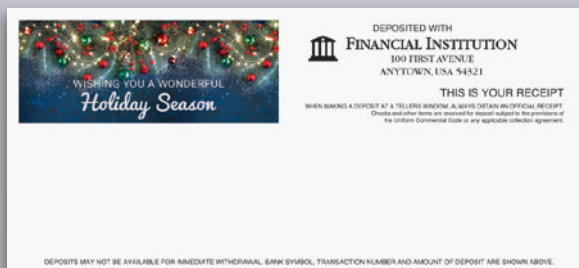 WISHING YOU A WONDERFUL
Holiday Season
DEPOSITED WITH
FINANCIAL INSTITUTION
100 FIRST AVENUE
ANYTOWN, USA 54321
THIS IS YOUR RECEIPT
WHEN MAKING A DEPOSIT AT A TELLERS WINDOW, ALWAYS OBTAIN AN OFFICIAL RECEIPT.
Checks and other items are received for deposit subject to the provisions of
the Uniform Commercial Code or any applicable collection agreement.
DEPOSITS MAY NOT BE AVAILABLE FOR IMMEDIATE WITHDRAWAL. BANK SYMBOL, TRANSACTION NUMBER AND AMOUNT OF DEPOSIT ARE SHOWN ABOVE.